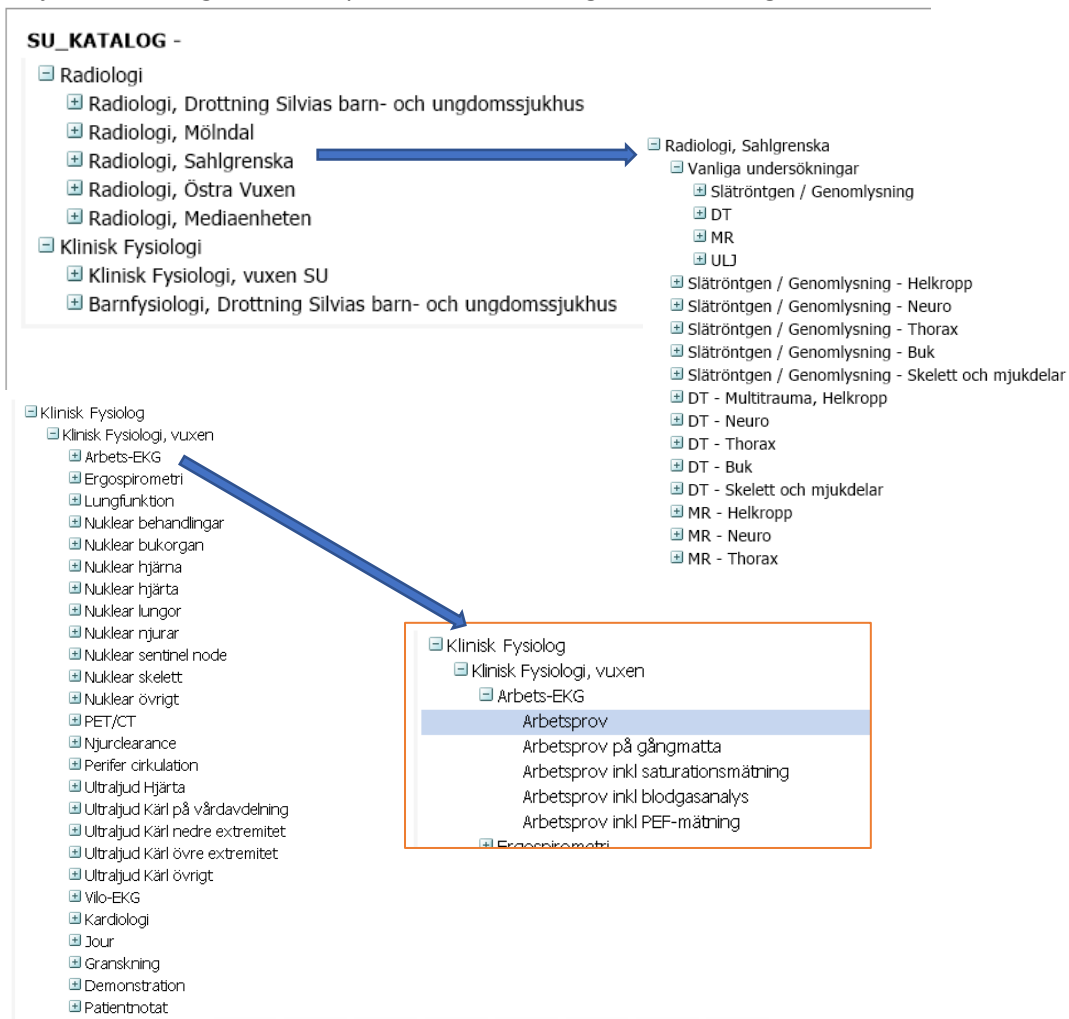 SU_KATALOG -
Radiologi
Radiologi, Drottning Silvias barn- och ungdomssjukhus
Radiologi, Mölndal
Radiologi, Sahlgrenska
Radiologi, Östra Vuxen
Radiologi, Mediaenheten
Klinisk Fysiologi
Klinisk Fysiologi, vuxen SU
Barnfysiologi, Drottning Silvias barn- och ungdomssjukhus
Radiologi, Sahlgrenska
Vanliga undersökningar
Slätröntgen / Genomlysning
DT
MR
ULJ
Slätröntgen / Genomlysning - Helkropp
Slätröntgen / Genomlysning - Neuro
Slätröntgen / Genomlysning - Thorax
Slätröntgen / Genomlysning - Buk
Slätröntgen / Genomlysning - Skelett och mjukdelar
DT - Multitrauma, Helkropp
DT - Neuro
DT - Thorax
DT - Buk
DT - Skelett och mjukdelar
MR - Helkropp
MR - Neuro
MR - Thorax
Klinisk Fysiolog
Klinisk Fysiologi, vuxen
Arbets-EKG
Ergospirometri
Lungfunktion
Nuklear behandlingar
Nuklear bukorgan
Nuklear hjärna
Nuklear hjärta
Nuklear lungor
Nuklear njurar
Nuklear sentinel node
Nuklear skelett
Nuklear övrigt
PET/CT
Njurclearance
Perifer cirkulation
Ultraljud Hjärta
Ultraljud Kärl på vårdavdelning
Ultraljud Kärl nedre extremitet
Ultraljud Kärl övre extremitet
Ultraljud Kärl övrigt
Vilo-EKG
Kardiologi
Jour
Granskning
Demonstration
Patientnotat
Klinisk Fysiolog
Klinisk Fysiologi, vuxen
Arbets-EKG
Arbetsprov
Arbetsprov på gångmatta
Arbetsprov inkl saturationsmätning
Arbetsprov inkl blodgasanalys
Arbetsprov inkl PEF-mätning
Ergospirometri